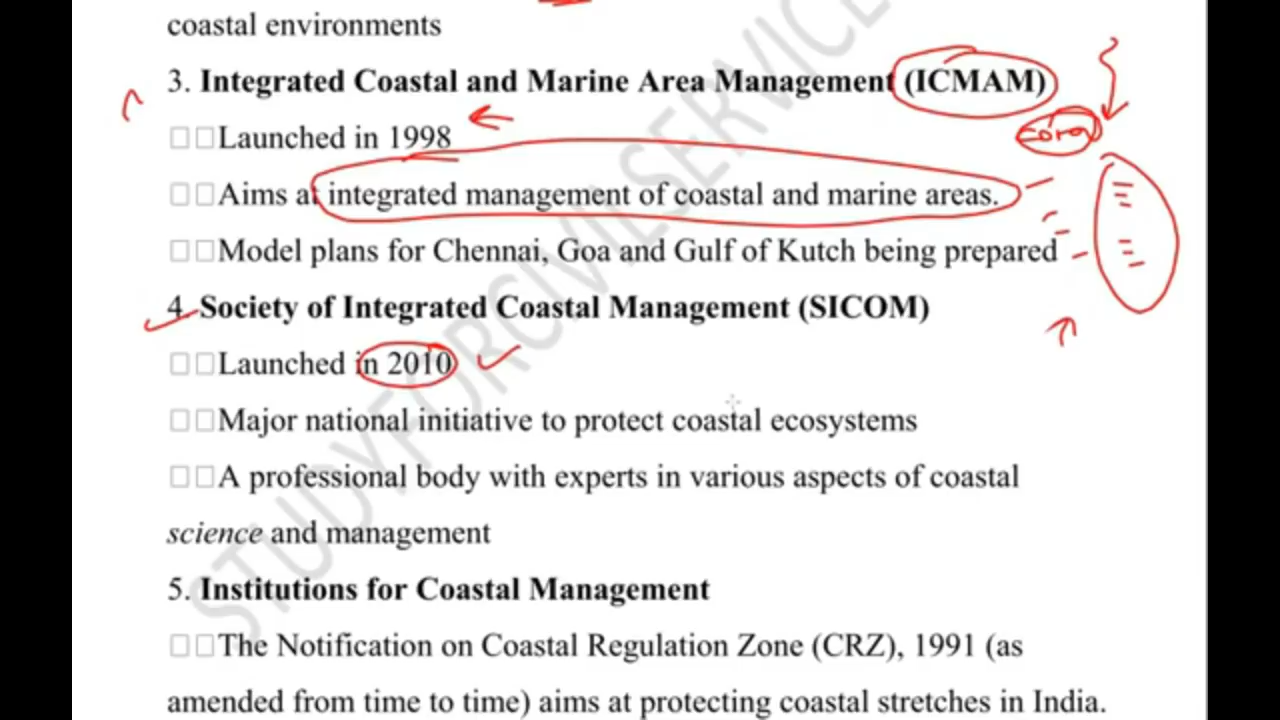 coastal environments
3. Integrated Coastal and Marine Area Management (ICMAM)
□□Launched in 1998
□□Aims at integrated management of coastal and marine areas.
□□Model plans for Chennai, Goa and Gulf of Kutch being prepared
4. Society of Integrated Coastal Management (SICOM)
□□Launched in 2010
□□Major national initiative to protect coastal ecosystems
□□A professional body with experts in various aspects of coastal
science and management
5. Institutions for Coastal Management
□□The Notification on Coastal Regulation Zone (CRZ), 1991 (as
amended from time to time) aims at protecting coastal stretches in India.
STUDYFORCIVILSERVICE